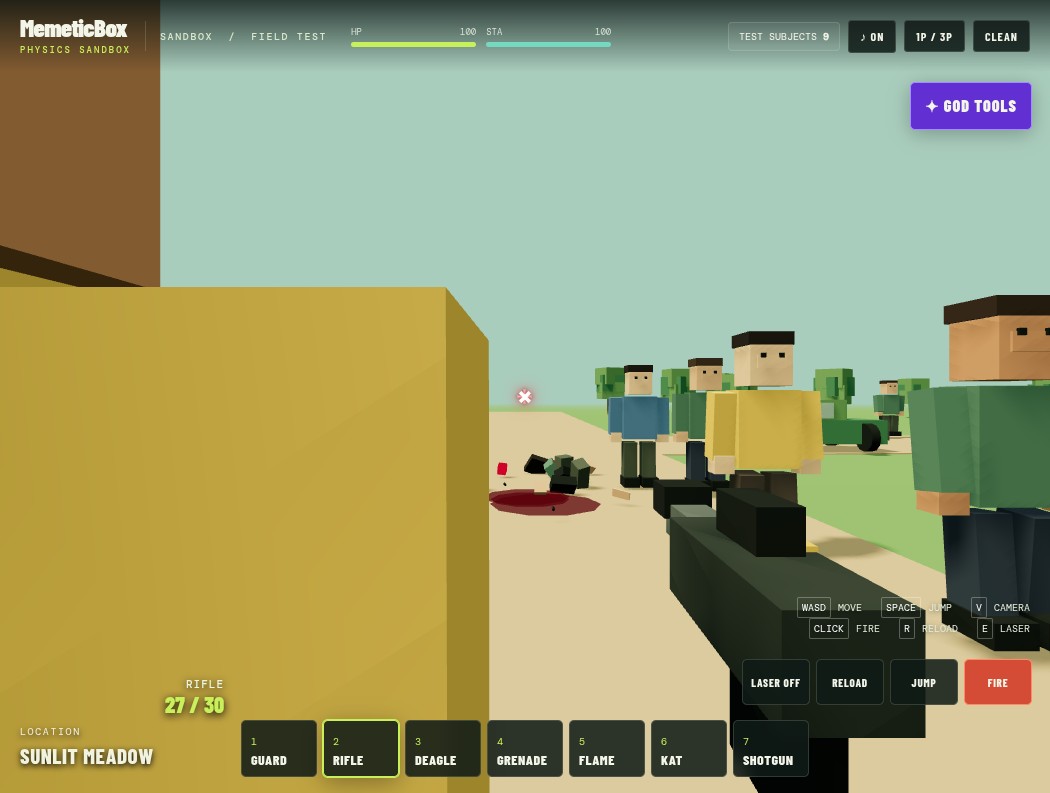 MemeticBox
PHYSICS SANDBOX
SANDBOX / FIELD TEST
HP 100 STA 100
TEST SUBJECTS 9
♪ ON
1P / 3P
CLEAN
✦ GOD TOOLS
WASD MOVE SPACE JUMP V CAMERA
CLICK FIRE R RELOAD E LASER
LASER OFF RELOAD JUMP FIRE
RIFLE
27 / 30
LOCATION
SUNLIT MEADOW
1 GUARD
2 RIFLE
3 DEAGLE
4 GRENADE
5 FLAME
6 KAT
7 SHOTGUN